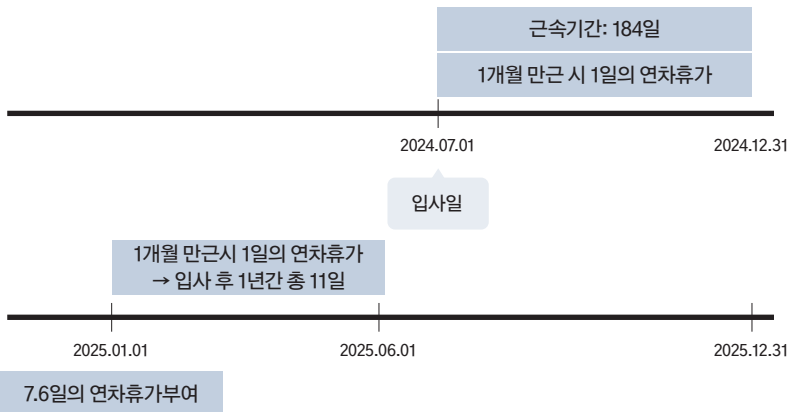 근속기간: 184일
1개월 만근 시 1일의 연차휴가
2024.07.01
2024.12.31
입사일
1개월 만근시 1일의 연차휴가
→ 입사 후 1년간 총 11일
2025.01.01
2025.06.01
2025.12.31
7.6일의 연차휴가부여